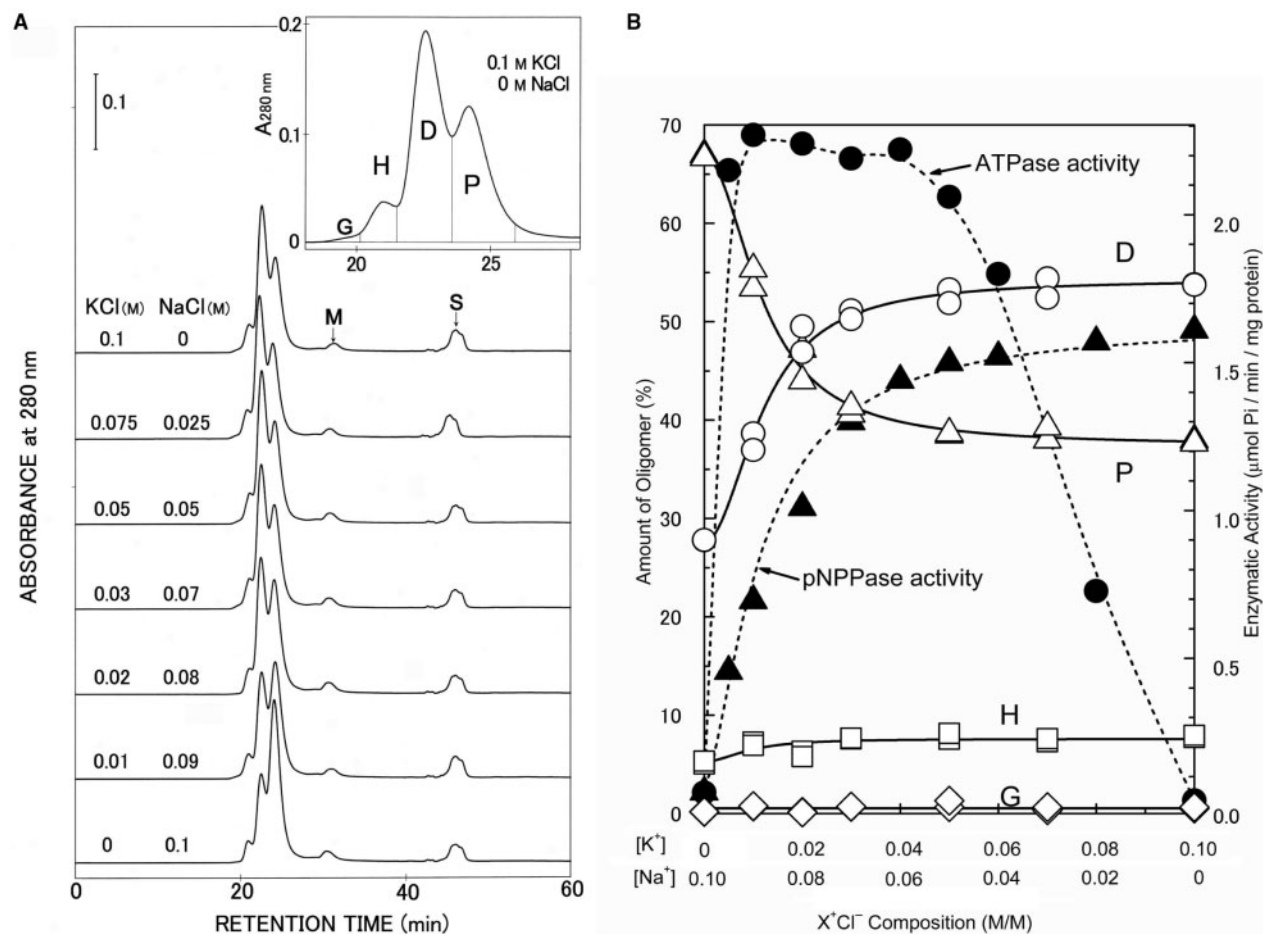 A
0.1
0.2
0.1
0
A280 nm
0.1 M KCl
0 M NaCl
G
H
D
P
20
25
KCl(M) NaCl(M)
0.1 0
M
S
0.075 0.025
0.05 0.05
0.03 0.07
0.02 0.08
0.01 0.09
0 0.1
0 20 40 60
RETENTION TIME (min)
ABSORBANCE at 280 nm
B
70
60
50
40
30
20
10
0
Amount of Oligomer (%)
ATPase activity
D
P
pNPPase activity
H
G
2.0
1.5
1.0
0.5
0.0
Enzymatic Activity (μmol Pi / min / mg protein)
[K+] 0 0.02 0.04 0.06 0.08 0.10
[Na+] 0.10 0.08 0.06 0.04 0.02 0
X+Cl− Composition (M/M)